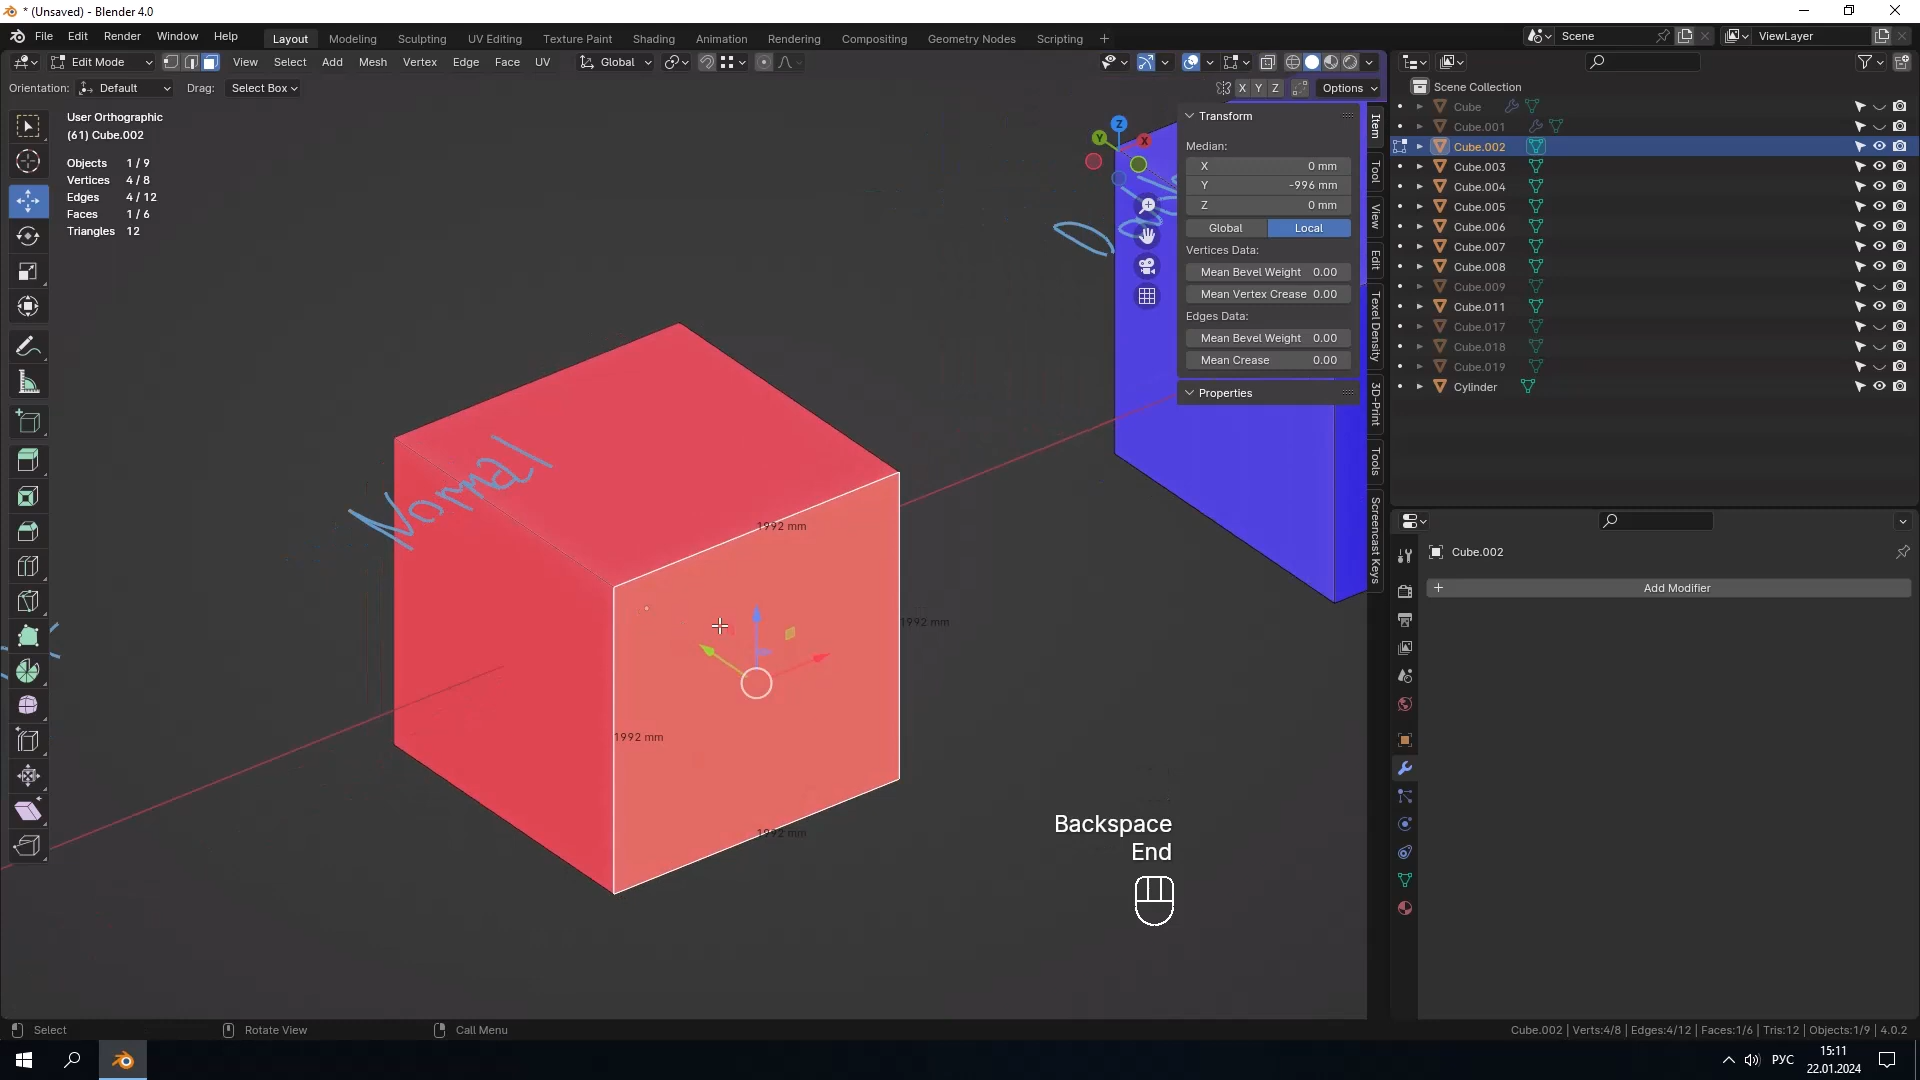 * (Unsaved) - Blender 4.0
File Edit Render Window Help
Layout Modeling Sculpting UV Editing Texture Paint Shading Animation Rendering Compositing Geometry Nodes Scripting +
Scene
ViewLayer
Edit Mode View Select Add Mesh Vertex Edge Face UV Global
Orientation: Default Drag: Select Box
X Y Z Options
User Orthographic
(61) Cube.002
Objects 1 / 9
Vertices 4 / 8
Edges 4 / 12
Faces 1 / 6
Triangles 12
Normal
1992 mm
1992 mm
1992 mm
1992 mm
Z
Y
X
Transform
Median:
X 0 mm
Y -996 mm
Z 0 mm
Global Local
Vertices Data:
Mean Bevel Weight 0.00
Mean Vertex Crease 0.00
Edges Data:
Mean Bevel Weight 0.00
Mean Crease 0.00
Properties
Item
Tool
View
Edit
Texel Density
3D-Print
Tools
Screencast Keys
Backspace
End
Scene Collection
Cube
Cube.001
Cube.002
Cube.003
Cube.004
Cube.005
Cube.006
Cube.007
Cube.008
Cube.009
Cube.011
Cube.017
Cube.018
Cube.019
Cylinder
Cube.002
+ Add Modifier
Select Rotate View Call Menu
Cube.002 | Verts:4/8 | Edges:4/12 | Faces:1/6 | Tris:12 | Objects:1/9 | 4.0.2
РУС
15:11
22.01.2024